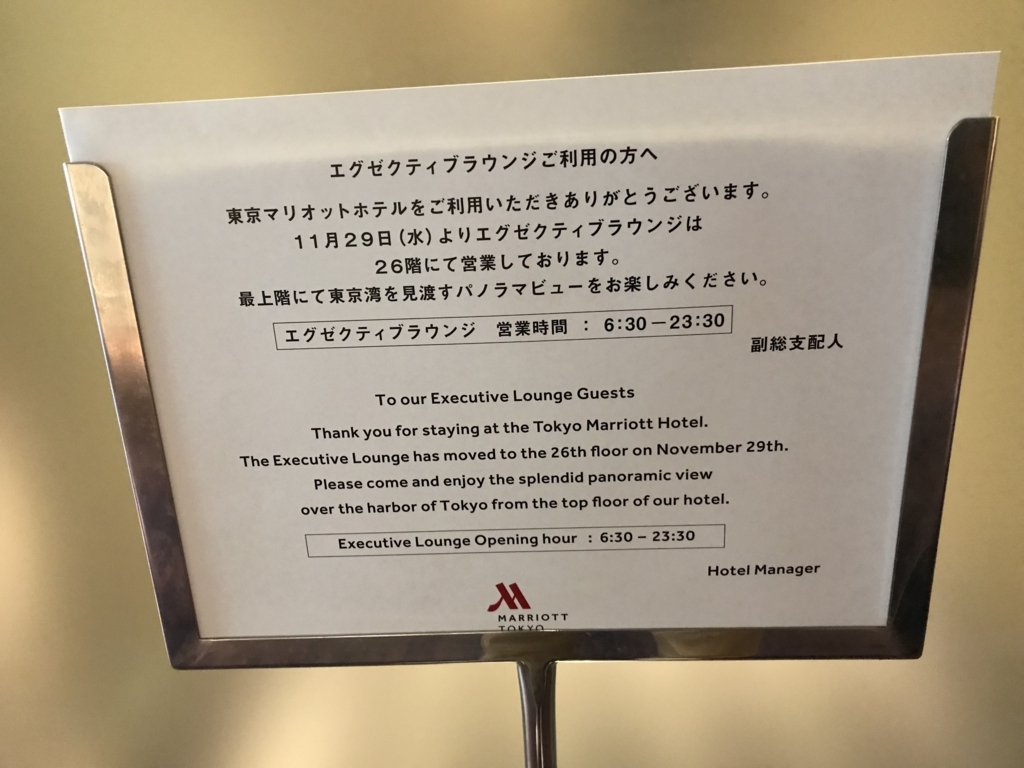 エグゼクティブラウンジご利用の方へ
東京マリオットホテルをご利用いただきありがとうございます。
11月29日（水）よりエグゼクティブラウンジは
26階にて営業しております。
最上階にて東京湾を見渡すパノラマビューをお楽しみください。
エグゼクティブラウンジ　営業時間 ： 6:30－23:30
副総支配人
To our Executive Lounge Guests
Thank you for staying at the Tokyo Marriott Hotel.
The Executive Lounge has moved to the 26th floor on November 29th.
Please come and enjoy the splendid panoramic view
over the harbor of Tokyo from the top floor of our hotel.
Executive Lounge Opening hour : 6:30 – 23:30
Hotel Manager
MARRIOTT
TOKYO